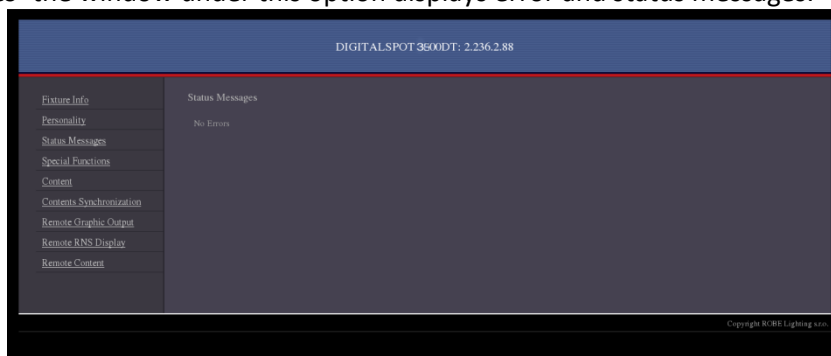 the window under this option displays error and status messages.
DIGITALSPOT 3500DT: 2.236.2.88
Fixture Info
Personality
Status Messages
Special Functions
Content
Contents Synchronization
Remote Graphic Output
Remote RNS Display
Remote Content
Status Messages
No Errors
Copyright ROBE Lighting s.r.o.